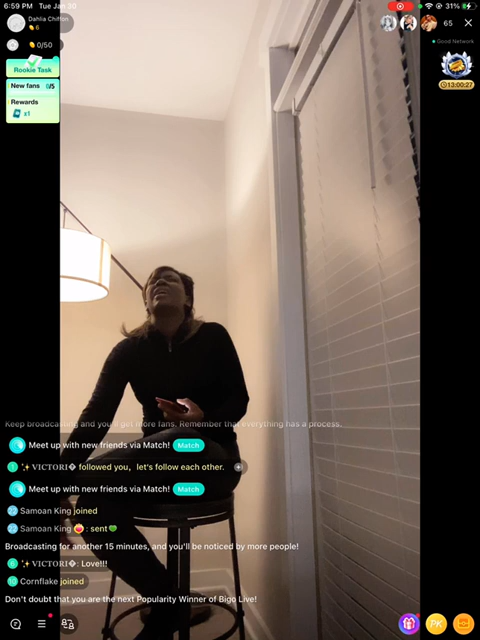 6:59 PM Tue Jan 30
31%
Dahlia Chiffon
6
65
0/50
Good Network
Rookie Task
New fans 0/5
Rewards
x1
13:00:27
Keep broadcasting and you'll get more fans. Remember that everything has a process.
Meet up with new friends via Match! Match
VICTORI� followed you, let's follow each other.
Meet up with new friends via Match! Match
Samoan King joined
Samoan King : sent
Broadcasting for another 15 minutes, and you'll be noticed by more people!
VICTORI�: Love!!!
Cornflake joined
Don't doubt that you are the next Popularity Winner of Bigo Live!
PK